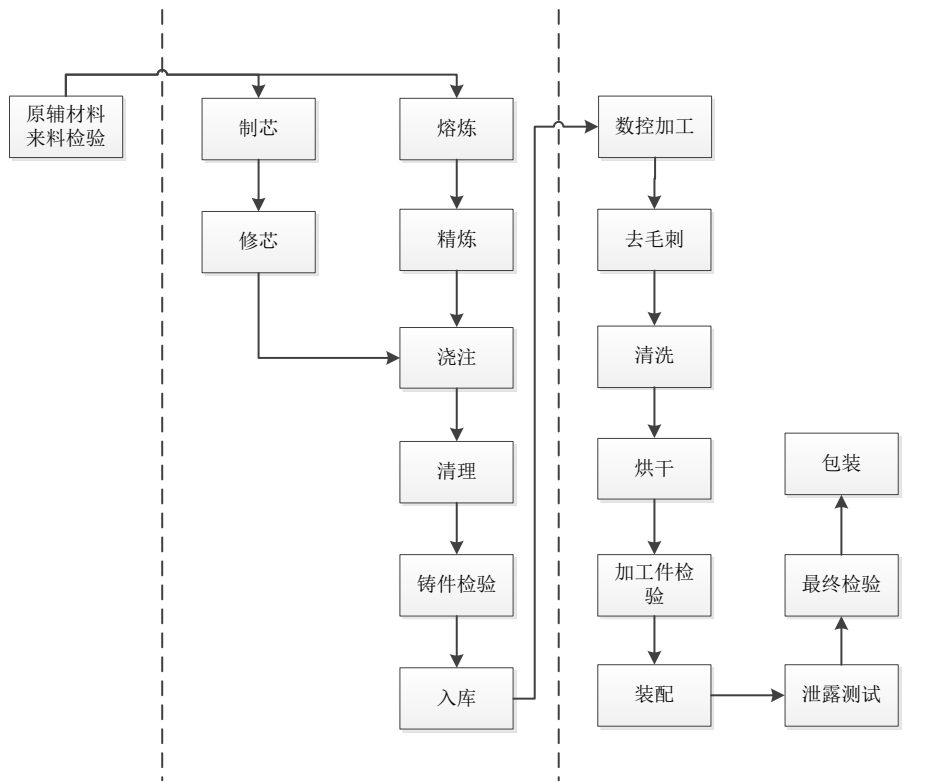 原辅材料
来料检验
制芯
修芯
熔炼
精炼
浇注
清理
铸件检验
入库
数控加工
去毛刺
清洗
烘干
加工件检
验
装配
泄露测试
最终检验
包装